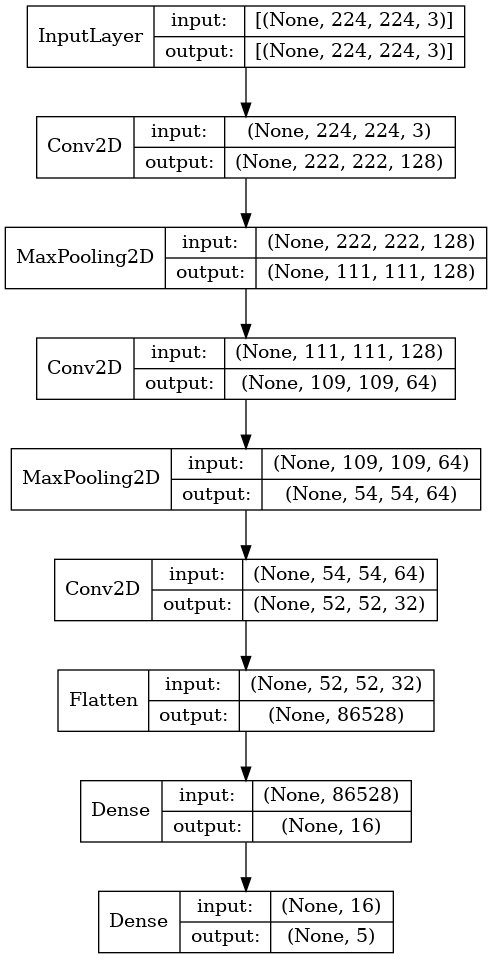 InputLayer
input: [(None, 224, 224, 3)]
output: [(None, 224, 224, 3)]
Conv2D
input: (None, 224, 224, 3)
output: (None, 222, 222, 128)
MaxPooling2D
input: (None, 222, 222, 128)
output: (None, 111, 111, 128)
Conv2D
input: (None, 111, 111, 128)
output: (None, 109, 109, 64)
MaxPooling2D
input: (None, 109, 109, 64)
output: (None, 54, 54, 64)
Conv2D
input: (None, 54, 54, 64)
output: (None, 52, 52, 32)
Flatten
input: (None, 52, 52, 32)
output: (None, 86528)
Dense
input: (None, 86528)
output: (None, 16)
Dense
input: (None, 16)
output: (None, 5)